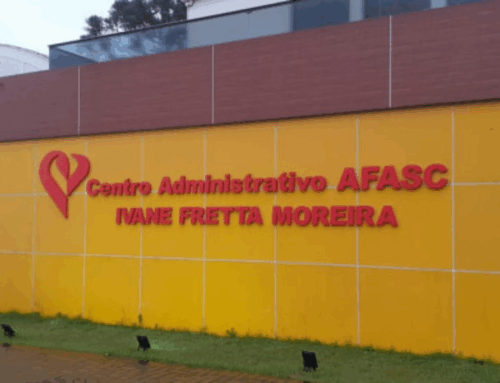 Centro Administrativo AFASC
IVANE FRETTA MOREIRA